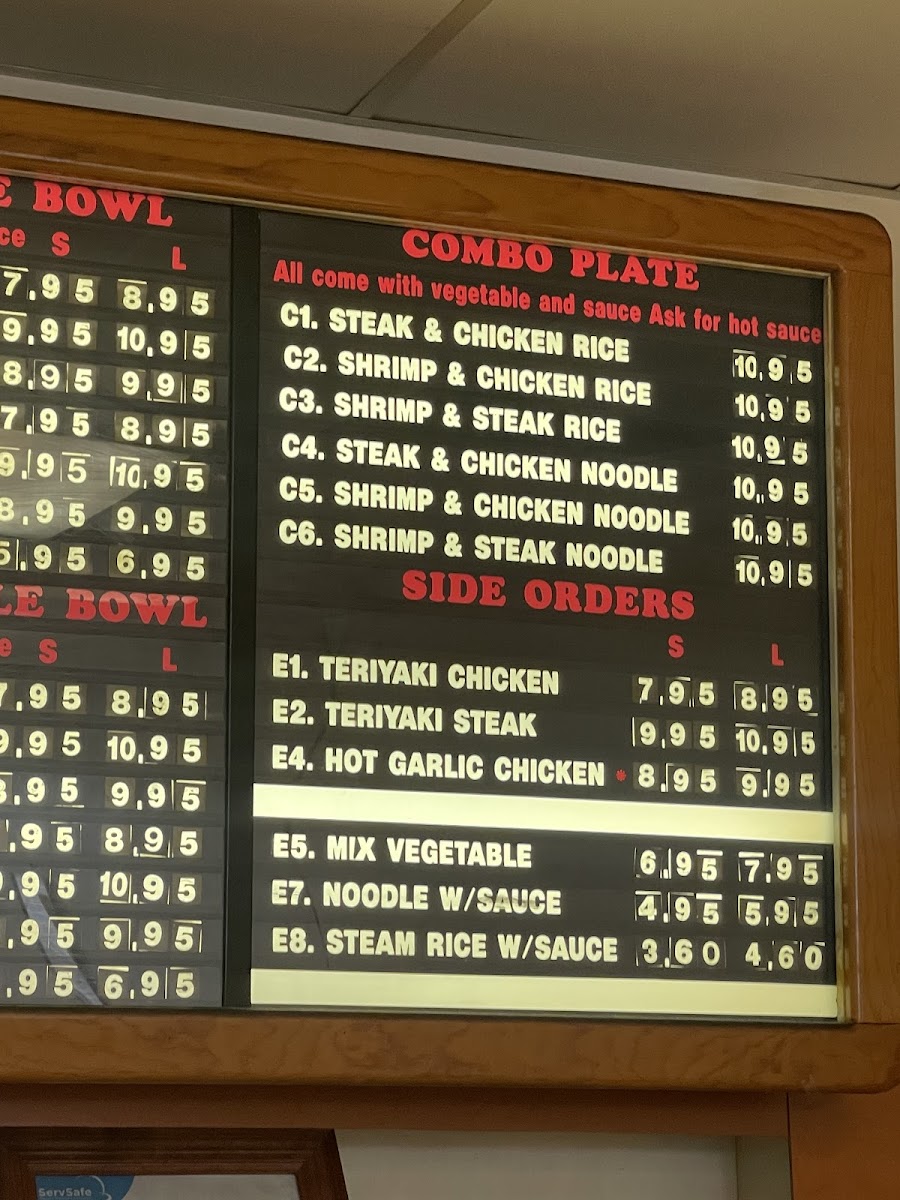 BOWL
S L
7.95 8.95
9.95 10.95
8.95 9.95
7.95 8.95
9.95 10.95
8.95 9.95
5.95 6.95
BOWL
S L
7.95 8.95
9.95 10.95
.95 9.95
.95 8.95
.95 10.95
.95 9.95
.95 6.95
COMBO PLATE
All come with vegetable and sauce Ask for hot sauce
C1. STEAK & CHICKEN RICE 10.95
C2. SHRIMP & CHICKEN RICE 10.95
C3. SHRIMP & STEAK RICE 10.95
C4. STEAK & CHICKEN NOODLE 10.95
C5. SHRIMP & CHICKEN NOODLE 10.95
C6. SHRIMP & STEAK NOODLE 10.95
SIDE ORDERS
S L
E1. TERIYAKI CHICKEN 7.95 8.95
E2. TERIYAKI STEAK 9.95 10.95
E4. HOT GARLIC CHICKEN * 8.95 9.95
E5. MIX VEGETABLE 6.95 7.95
E7. NOODLE W/SAUCE 4.95 5.95
E8. STEAM RICE W/SAUCE 3.60 4.60
ServSafe